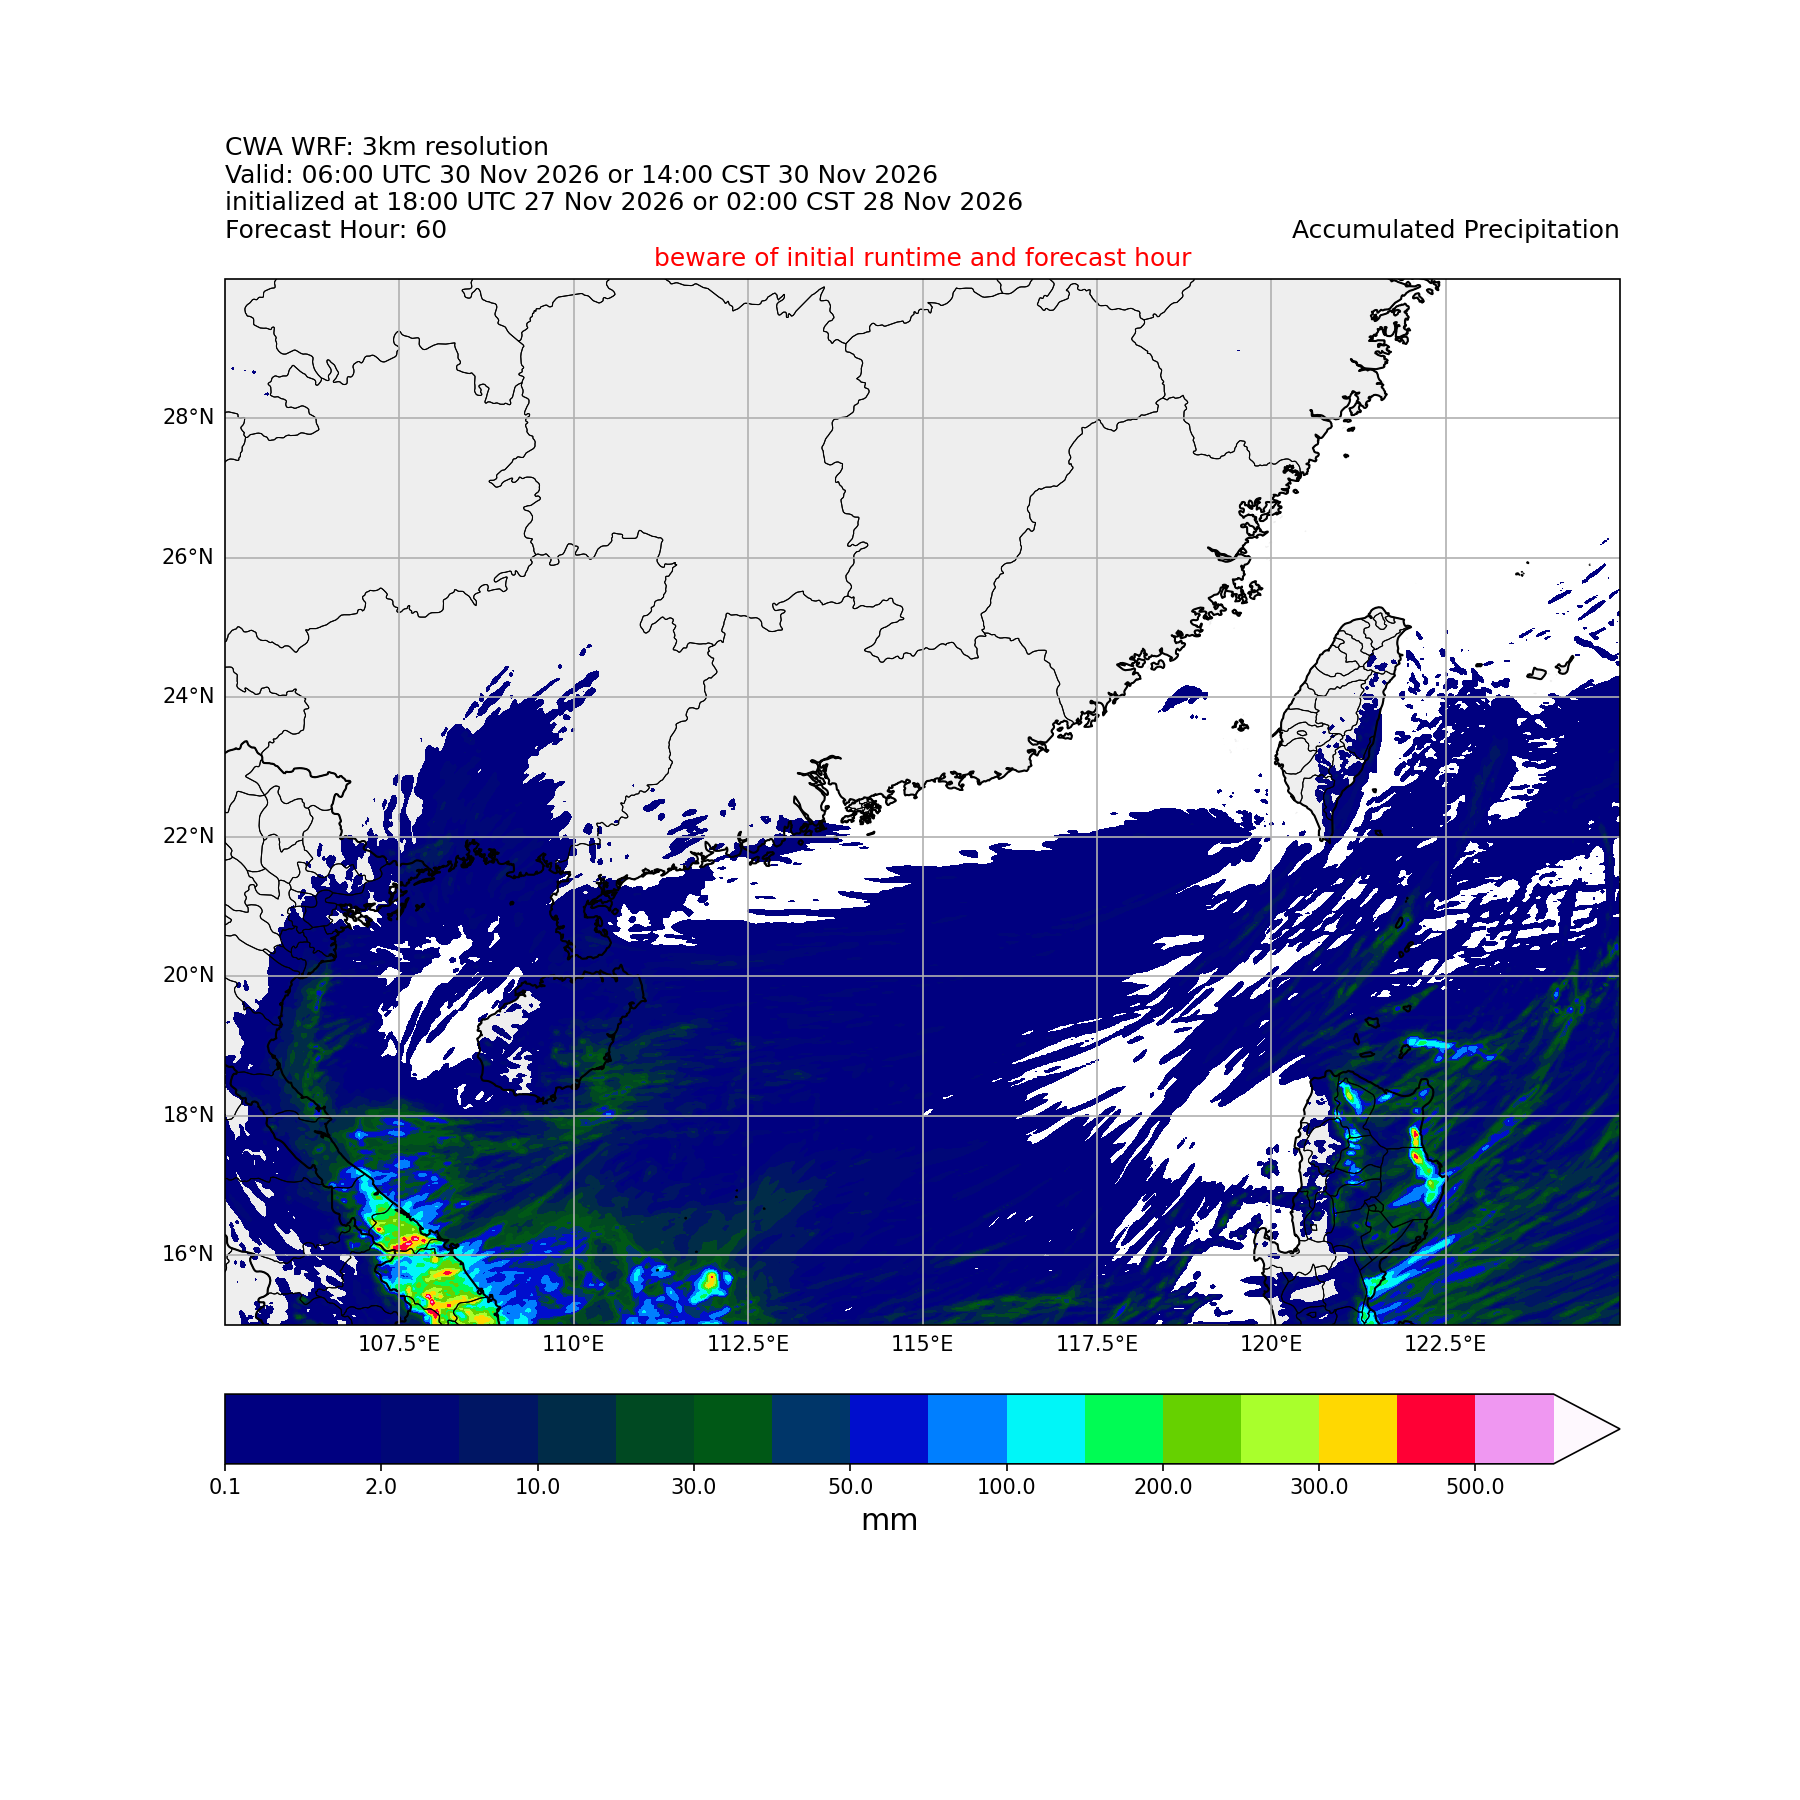 CWA WRF: 3km resolution
Valid: 06:00 UTC 30 Nov 2026 or 14:00 CST 30 Nov 2026
initialized at 18:00 UTC 27 Nov 2026 or 02:00 CST 28 Nov 2026
Forecast Hour: 60
Accumulated Precipitation
beware of initial runtime and forecast hour
28°N
26°N
24°N
22°N
20°N
18°N
16°N
107.5°E 110°E 112.5°E 115°E 117.5°E 120°E 122.5°E
0.1 2.0 10.0 30.0 50.0 100.0 200.0 300.0 500.0
mm